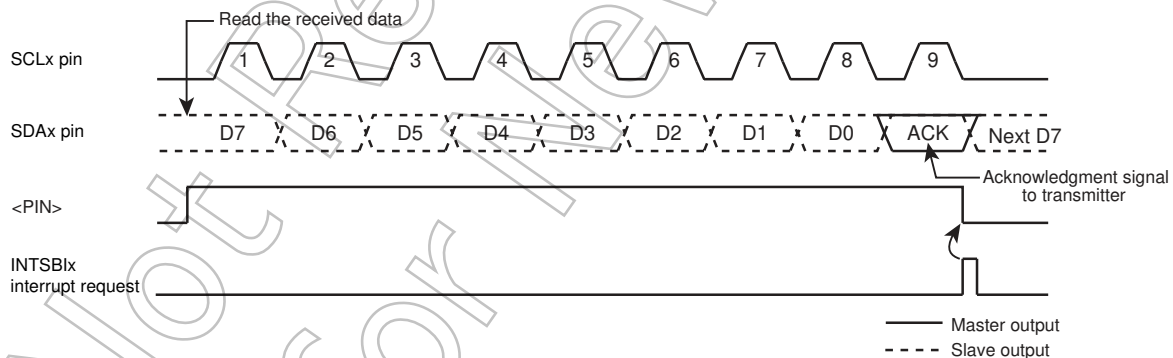 Read the received data
SCLx pin
1 2 3 4 5 6 7 8 9
SDAx pin
D7 D6 D5 D4 D3 D2 D1 D0 ACK Next D7
Acknowledgment signal
to transmitter
<PIN>
INTSBIx
interrupt request
Master output
Slave output